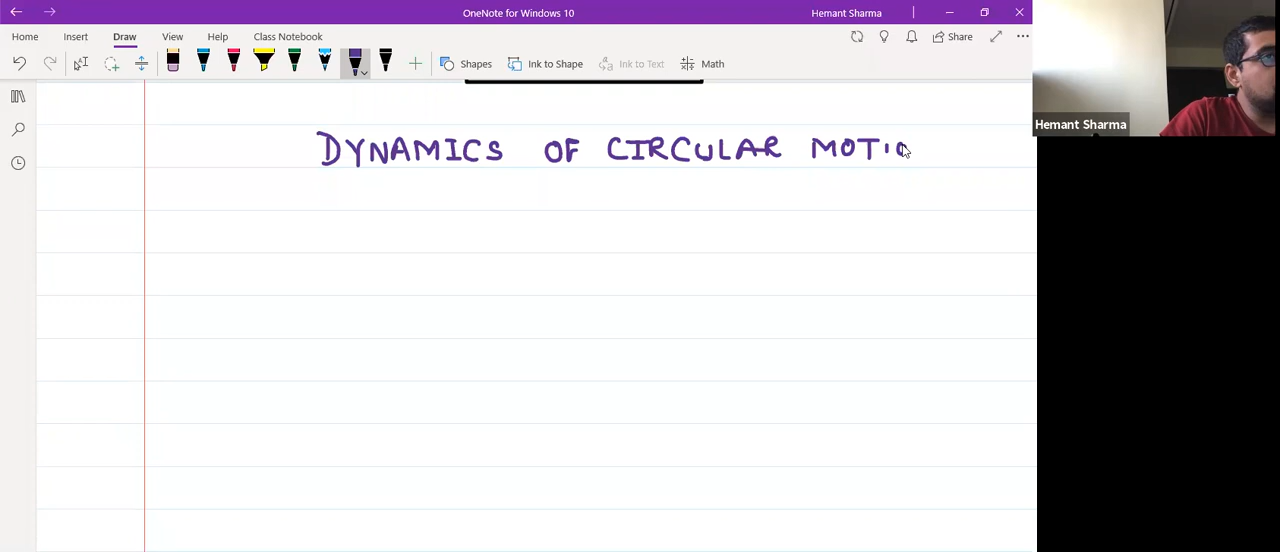 OneNote for Windows 10
Hemant Sharma
Home Insert Draw View Help Class Notebook
Share
Shapes Ink to Shape Ink to Text Math
Hemant Sharma
DYNAMICS OF CIRCULAR MOTIO